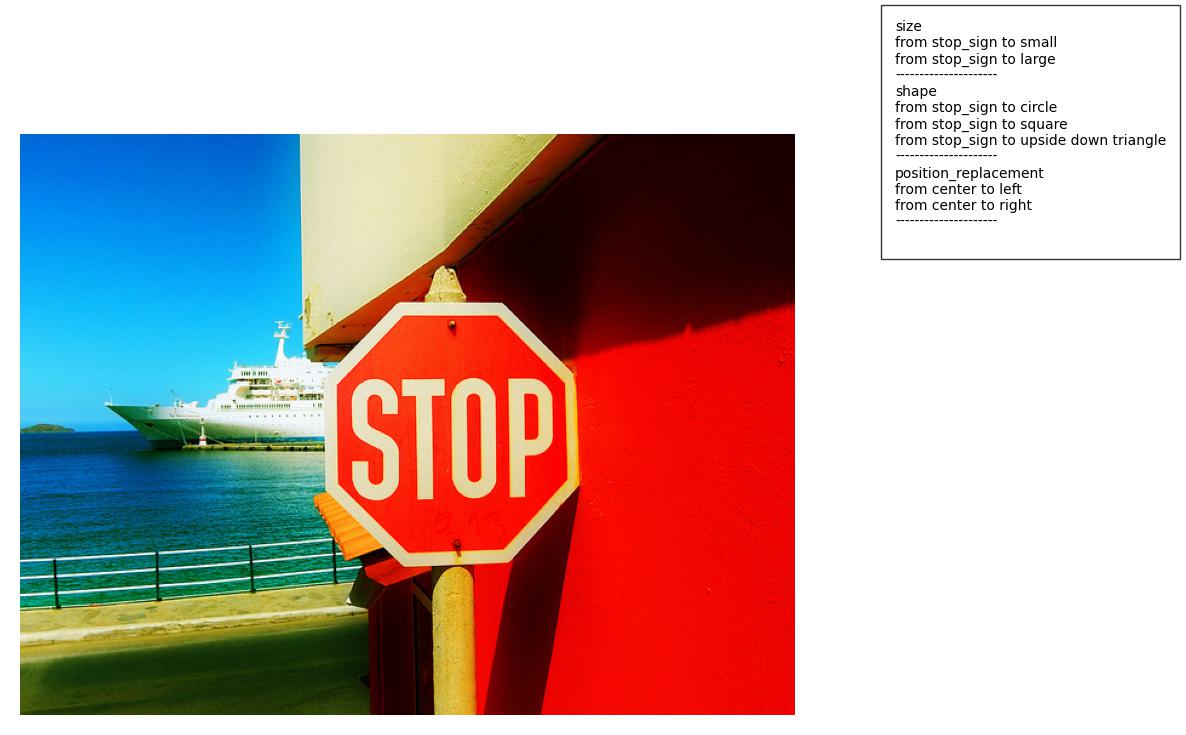 size
from stop_sign to small
from stop_sign to large
---------------------
shape
from stop_sign to circle
from stop_sign to square
from stop_sign to upside down triangle
---------------------
position_replacement
from center to left
from center to right
---------------------
STOP